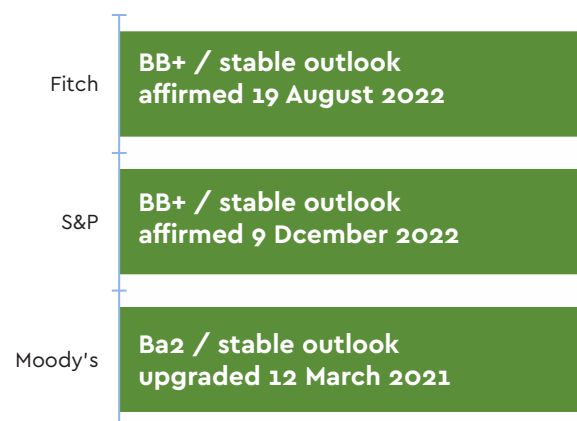 Fitch
BB+ / stable outlook
affirmed 19 August 2022
S&P
BB+ / stable outlook
affirmed 9 Dcember 2022
Moody's
Ba2 / stable outlook
upgraded 12 March 2021